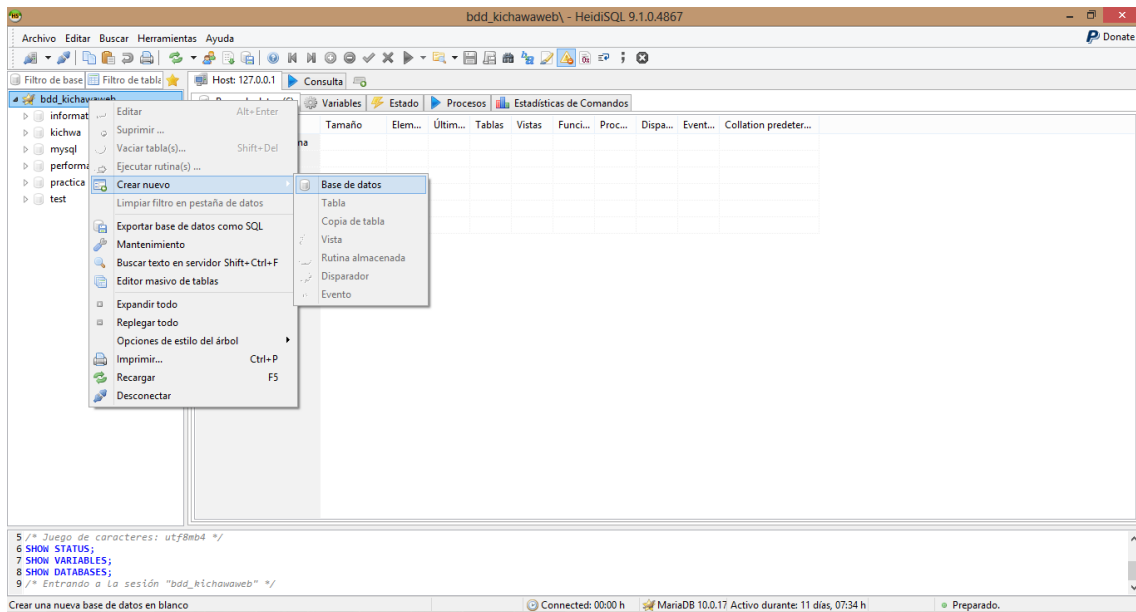 bdd_kichawaweb\ - HeidiSQL 9.1.0.4867
Archivo Editar Buscar Herramientas Ayuda
Donate
Filtro de base
Filtro de tabla
Host: 127.0.0.1
Consulta
bdd_kichawaweb
Variables
Estado
Procesos
Estadísticas de Comandos
Tamaño Elem... Últim... Tablas Vistas Funci... Proc... Dispa... Event... Collation predeter...
informat
kichwa
mysql
performa
practica
test
Editar Alt+Enter
Suprimir ...
Vaciar tabla(s)... Shift+Del
Ejecutar rutina(s) ...
Crear nuevo
Limpiar filtro en pestaña de datos
Exportar base de datos como SQL
Mantenimiento
Buscar texto en servidor Shift+Ctrl+F
Editor masivo de tablas
Expandir todo
Replegar todo
Opciones de estilo del árbol
Imprimir... Ctrl+P
Recargar F5
Desconectar
Base de datos
Tabla
Copia de tabla
Vista
Rutina almacenada
Disparador
Evento
5 /* Juego de caracteres: utf8mb4 */
6 SHOW STATUS;
7 SHOW VARIABLES;
8 SHOW DATABASES;
9 /* Entrando a la sesión "bdd_kichawaweb" */
Crear una nueva base de datos en blanco
Connected: 00:00 h
MariaDB 10.0.17 Activo durante: 11 días, 07:34 h
Preparado.